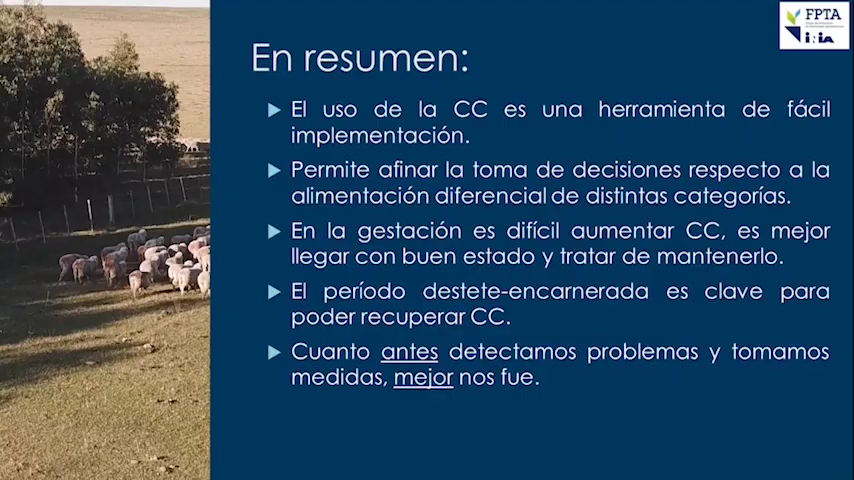 FPTA
INIA
En resumen:
El uso de la CC es una herramienta de fácil
implementación.
Permite afinar la toma de decisiones respecto a la
alimentación diferencial de distintas categorías.
En la gestación es difícil aumentar CC, es mejor
llegar con buen estado y tratar de mantenerlo.
El período destete-encarnerada es clave para
poder recuperar CC.
Cuanto antes detectamos problemas y tomamos
medidas, mejor nos fue.